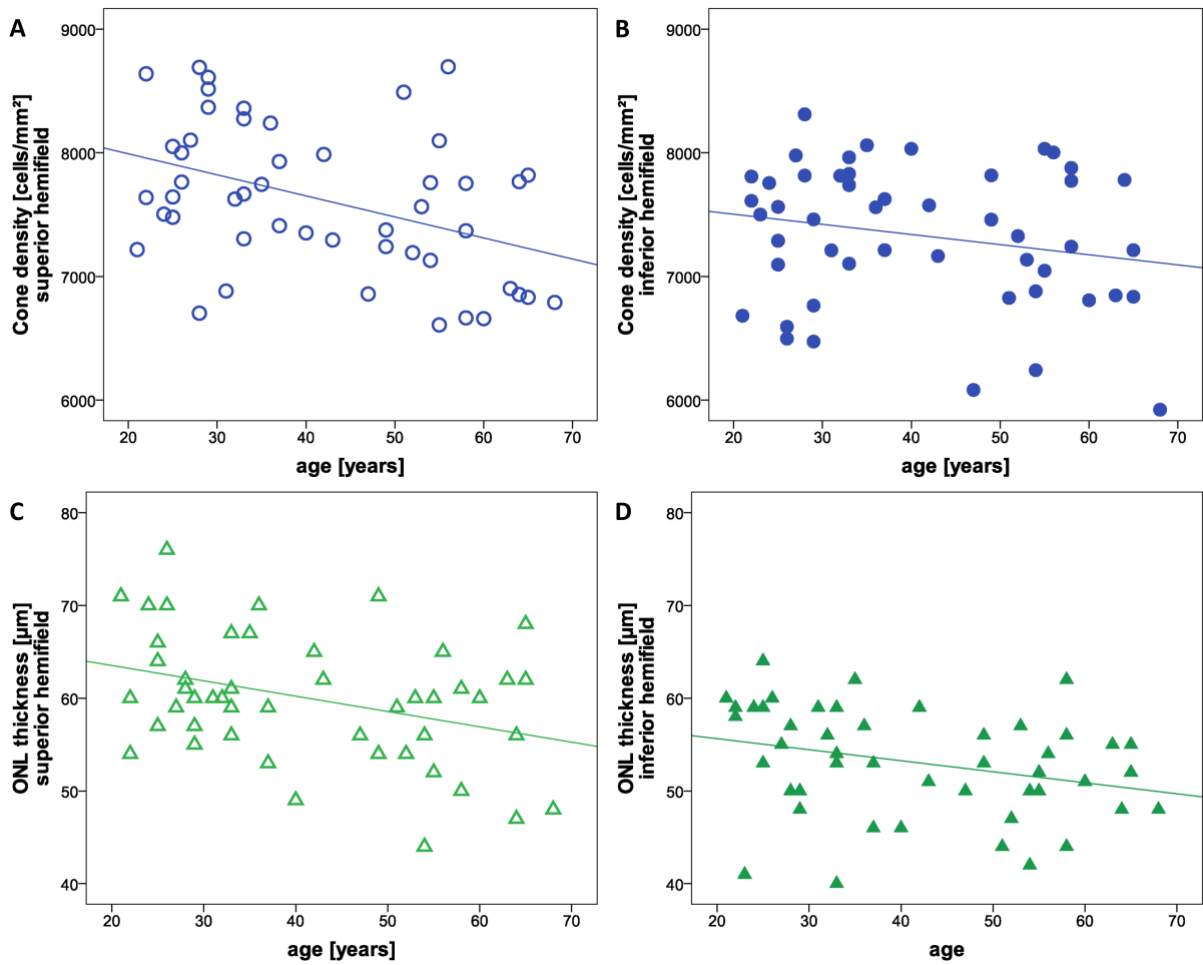 A
Cone density [cells/mm²]
superior hemifield
9000
8000
7000
6000
20 30 40 50 60 70
age [years]
B
Cone density [cells/mm²]
inferior hemifield
9000
8000
7000
6000
20 30 40 50 60 70
age [years]
C
ONL thickness [µm]
superior hemifield
80
70
60
50
40
20 30 40 50 60 70
age [years]
D
ONL thickness [µm]
inferior hemifield
80
70
60
50
40
20 30 40 50 60 70
age